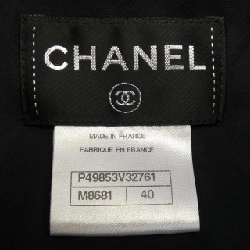 CHANEL
MADE IN FRANCE
FABRIQUE EN FRANCE
P49853V32761
M8681 40